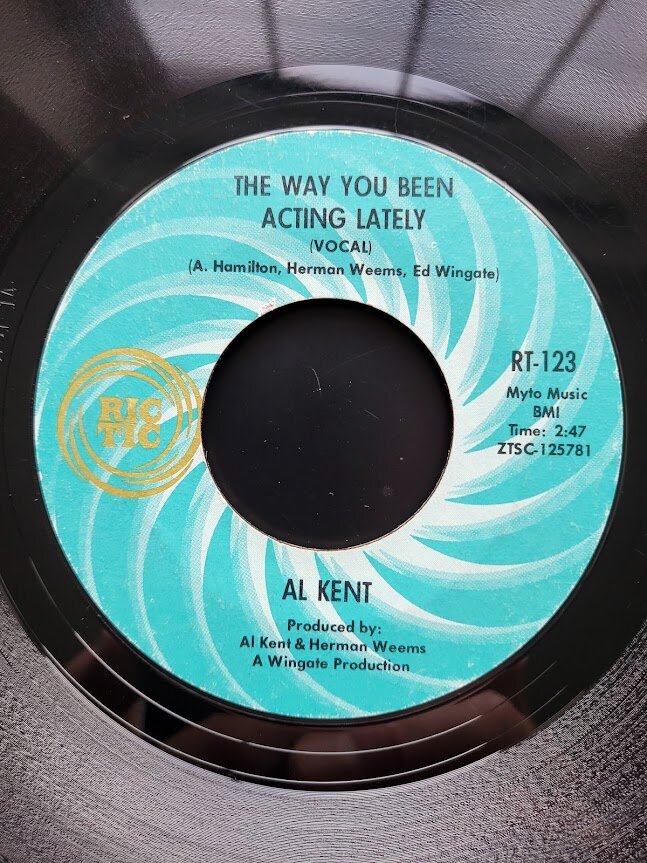 THE WAY YOU BEEN
ACTING LATELY
(VOCAL)
(A. Hamilton, Herman Weems, Ed Wingate)
RIC
TIC
RT-123
Myto Music
BMI
Time: 2:47
ZTSC-125781
AL KENT
Produced by:
Al Kent & Herman Weems
A Wingate Production